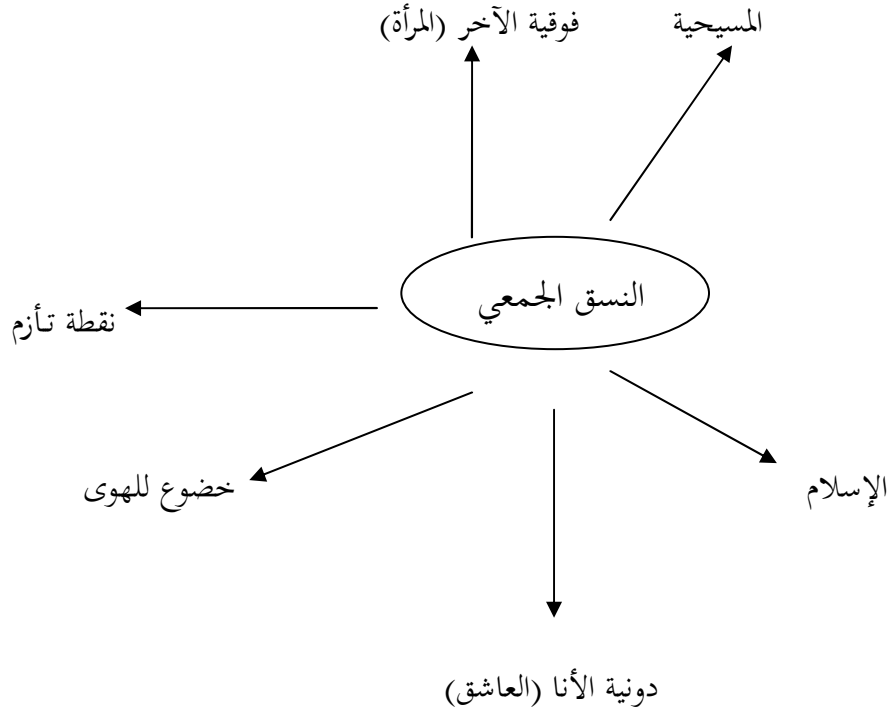 المسيحية
فوقية الآخر (المرأة)
النسق الجمعي
نقطة تأزم
الإسلام
خضوع للهوى
دونية الأنا (العاشق)